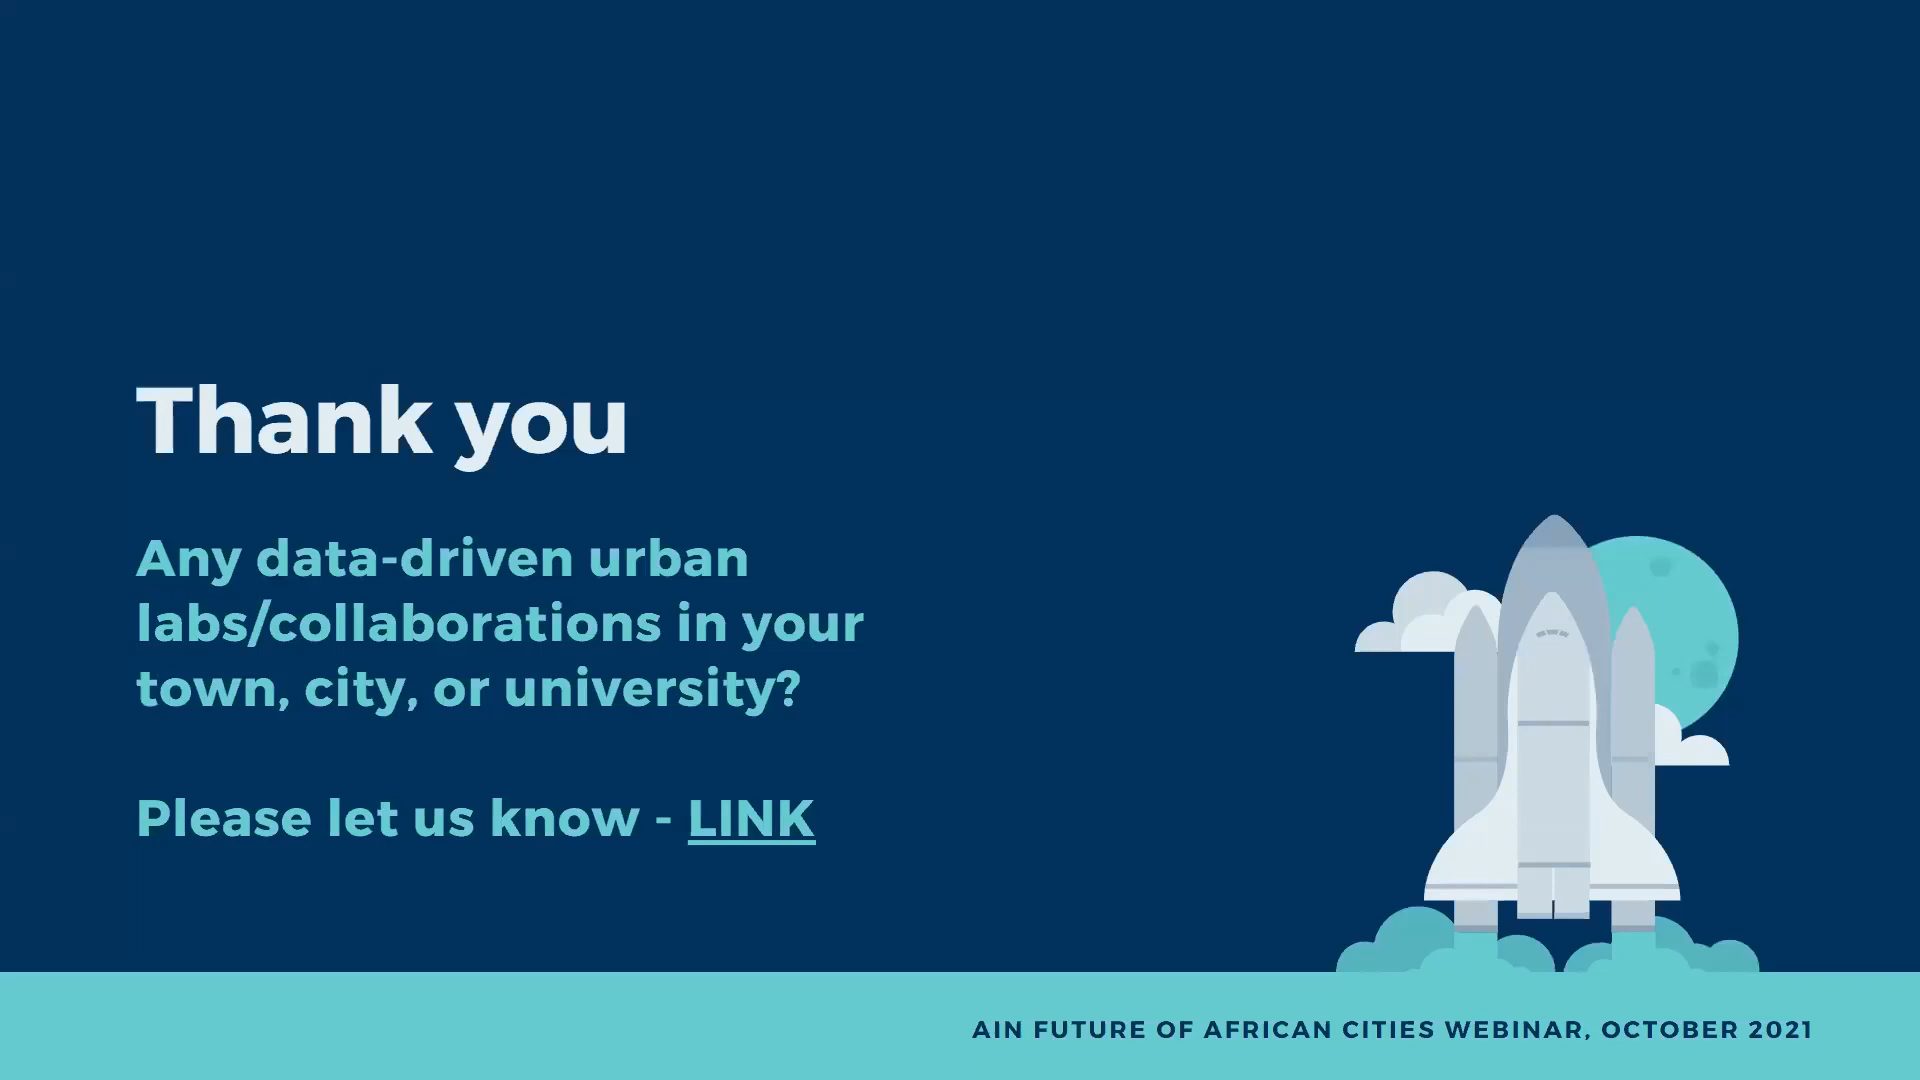 Thank you
Any data-driven urban
labs/collaborations in your
town, city, or university?
Please let us know - LINK
AIN FUTURE OF AFRICAN CITIES WEBINAR, OCTOBER 2021